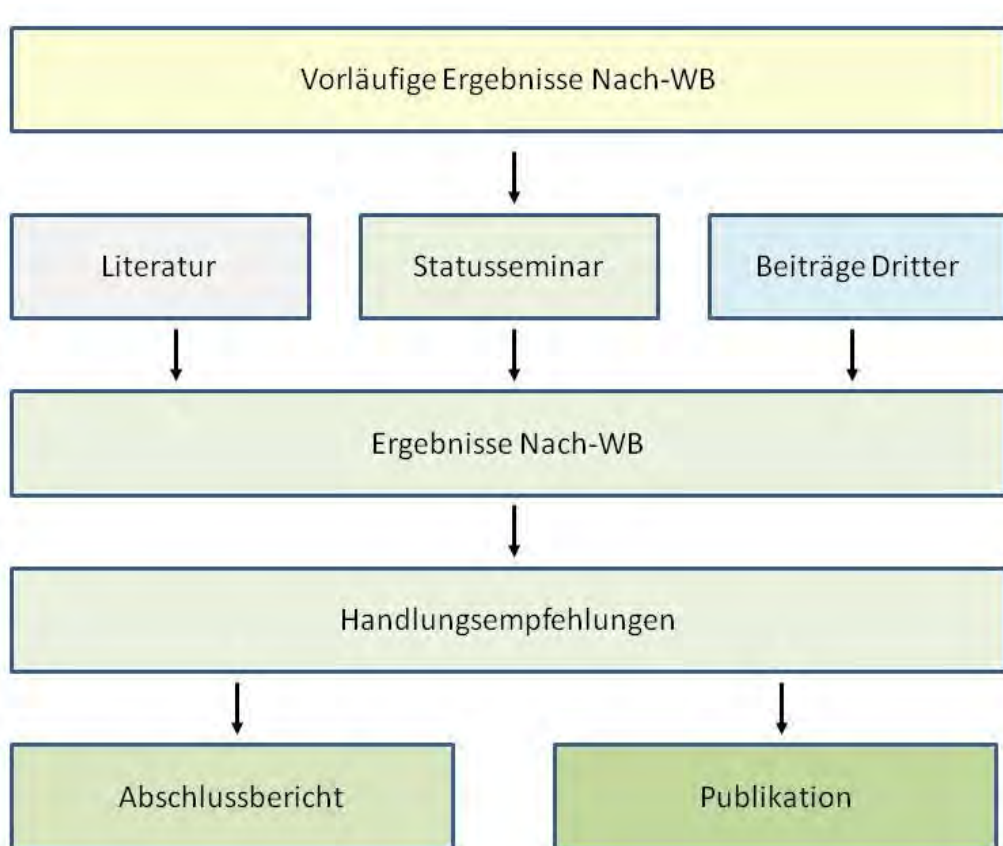 Vorläufige Ergebnisse Nach-WB
Literatur
Statusseminar
Beiträge Dritter
Ergebnisse Nach-WB
Handlungsempfehlungen
Abschlussbericht
Publikation